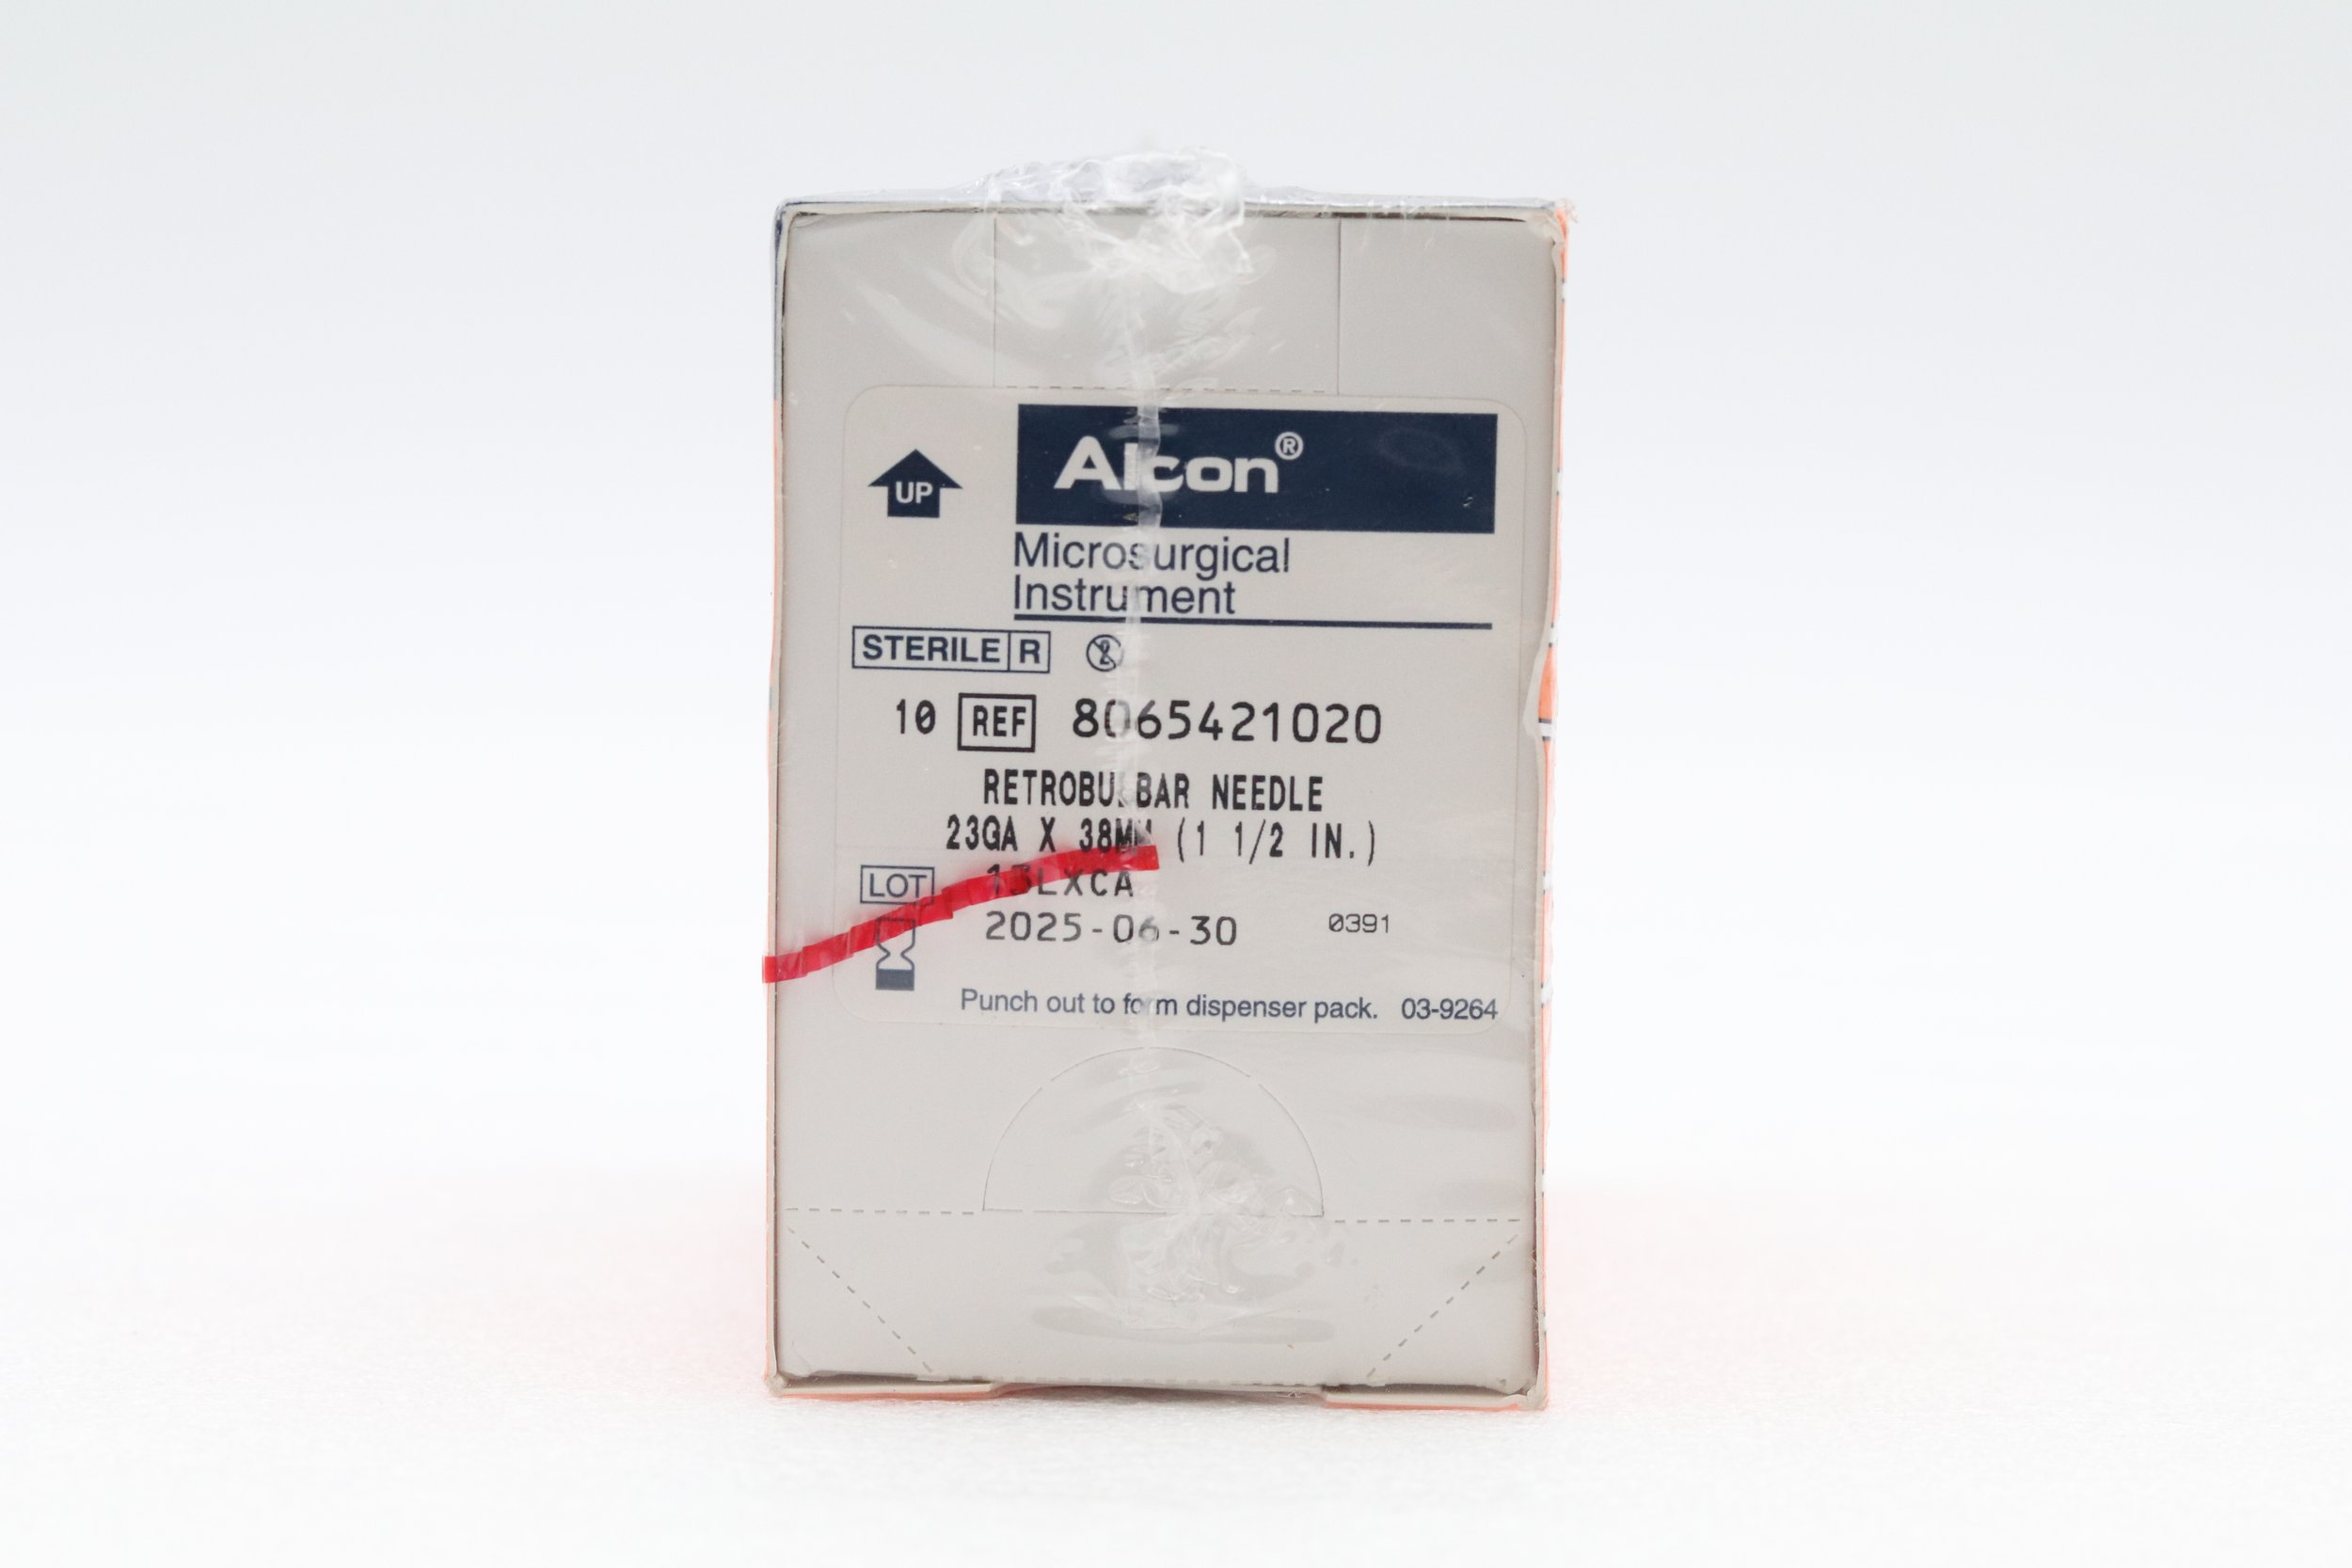 UP
Alcon®
Microsurgical
Instrument
STERILE R 2
10 REF 8065421020
RETROBULBAR NEEDLE
23GA X 38MM (1 1/2 IN.)
LOT
2025-06-30 0391
Punch out to form dispenser pack. 03-9264